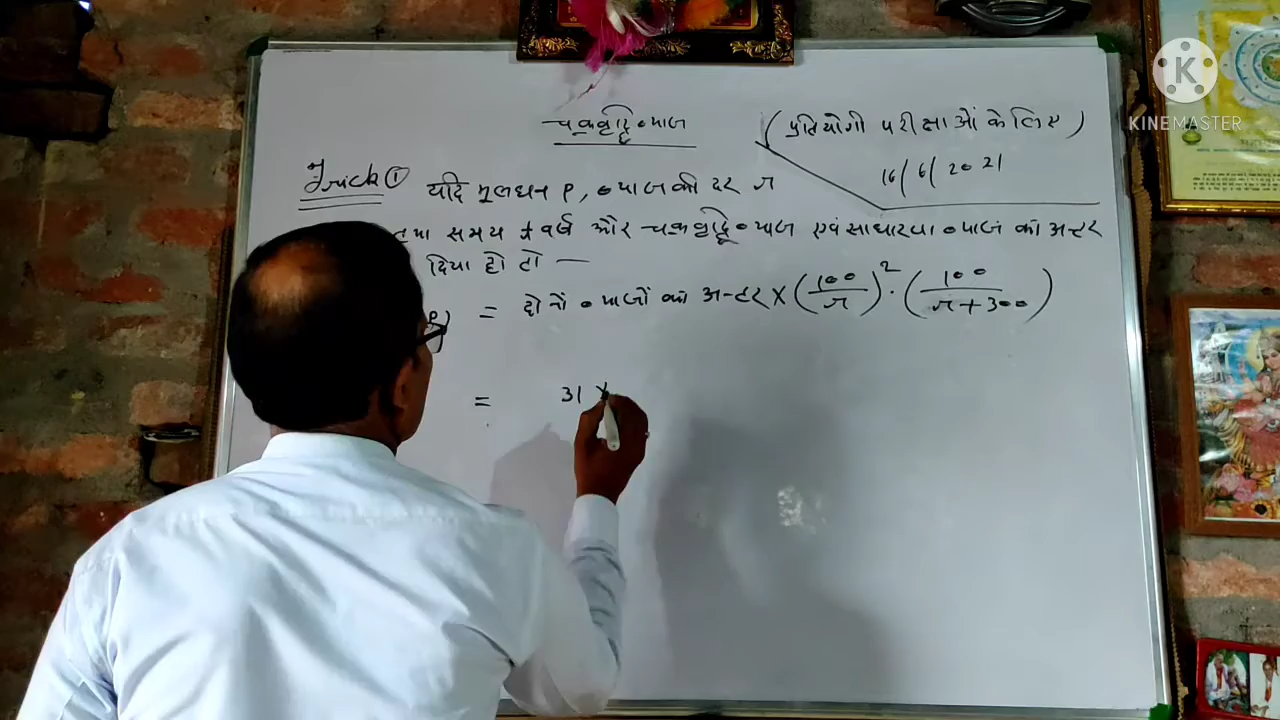 चक्रवृद्धि ब्याज
( प्रतियोगी परीक्षाओं के लिए )
16/6/2021
Trick ① यदि मूलधन P, ब्याज की दर r
तथा समय t वर्ष और चक्रवृद्धि ब्याज एवं साधारण ब्याज का अन्तर
दिया हो तो —
P) = दोनों ब्याजों का अन्तर × (100/r)² · (100/r+300)
= 31 ×
KINEMASTER